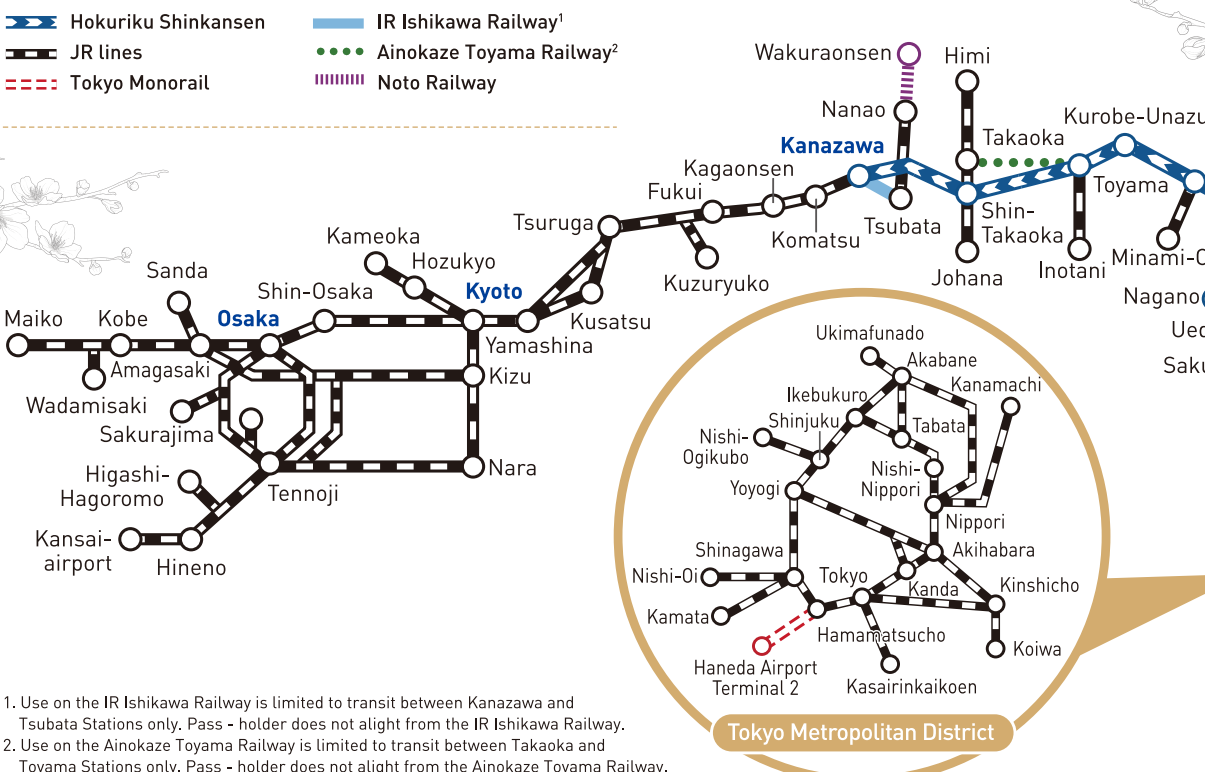 Hokuriku Shinkansen
JR lines
Tokyo Monorail
IR Ishikawa Railway¹
Ainokaze Toyama Railway²
Noto Railway
Wakuraonsen
Himi
Nanao
Takaoka
Kurobe-Unazu
Kanazawa
Kagaonsen
Fukui
Toyama
Tsuruga
Komatsu
Tsubata
Shin-
Takaoka
Kameoka
Hozukyo
Kuzuryuko
Johana
Inotani
Minami-O
Sanda
Shin-Osaka
Kyoto
Kusatsu
Nagano
Maiko
Kobe
Osaka
Yamashina
Ued
Amagasaki
Kizu
Saku
Wadamisaki
Sakurajima
Higashi-
Hagoromo
Tennoji
Nara
Kansai-
airport
Hineno
Ukimafunado
Akabane
Kanamachi
Ikebukuro
Shinjuku
Tabata
Nishi-
Ogikubo
Nishi-
Nippori
Yoyogi
Nippori
Shinagawa
Akihabara
Nishi-Oi
Tokyo
Kanda
Kinshicho
Kamata
Hamamatsucho
Koiwa
Haneda Airport
Terminal 2
Kasairinkaikoen
Tokyo Metropolitan District
1. Use on the IR Ishikawa Railway is limited to transit between Kanazawa and
Tsubata Stations only. Pass - holder does not alight from the IR Ishikawa Railway.
2. Use on the Ainokaze Toyama Railway is limited to transit between Takaoka and
Toyama Stations only. Pass - holder does not alight from the Ainokaze Toyama Railway.